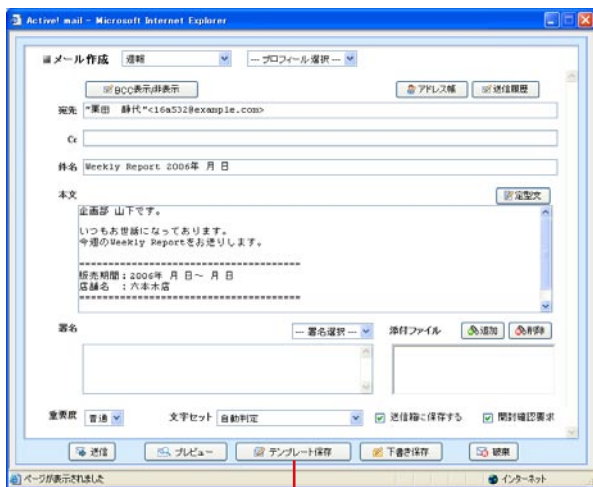 Active! mail - Microsoft Internet Explorer
メール作成 週報 --- プロフィール選択 ---
BCC表示/非表示 アドレス帳 送信履歴
宛先 "栗田 静代"<16a532@example.com>
Cc
件名 Weekly Report 2006年 月 日
本文 定型文
企画部 山下です。
いつもお世話になっております。
今週のWeekly Reportをお送りします。
=====================================
販売期間：2006年 月 日～ 月 日
店舗名 ：六本木店
=====================================
署名 --- 署名選択 --- 添付ファイル 追加 削除
重要度 普通 文字セット 自動判定 送信箱に保存する 開封確認要求
送信 プレビュー テンプレート保存 下書き保存 破棄
ページが表示されました インターネット